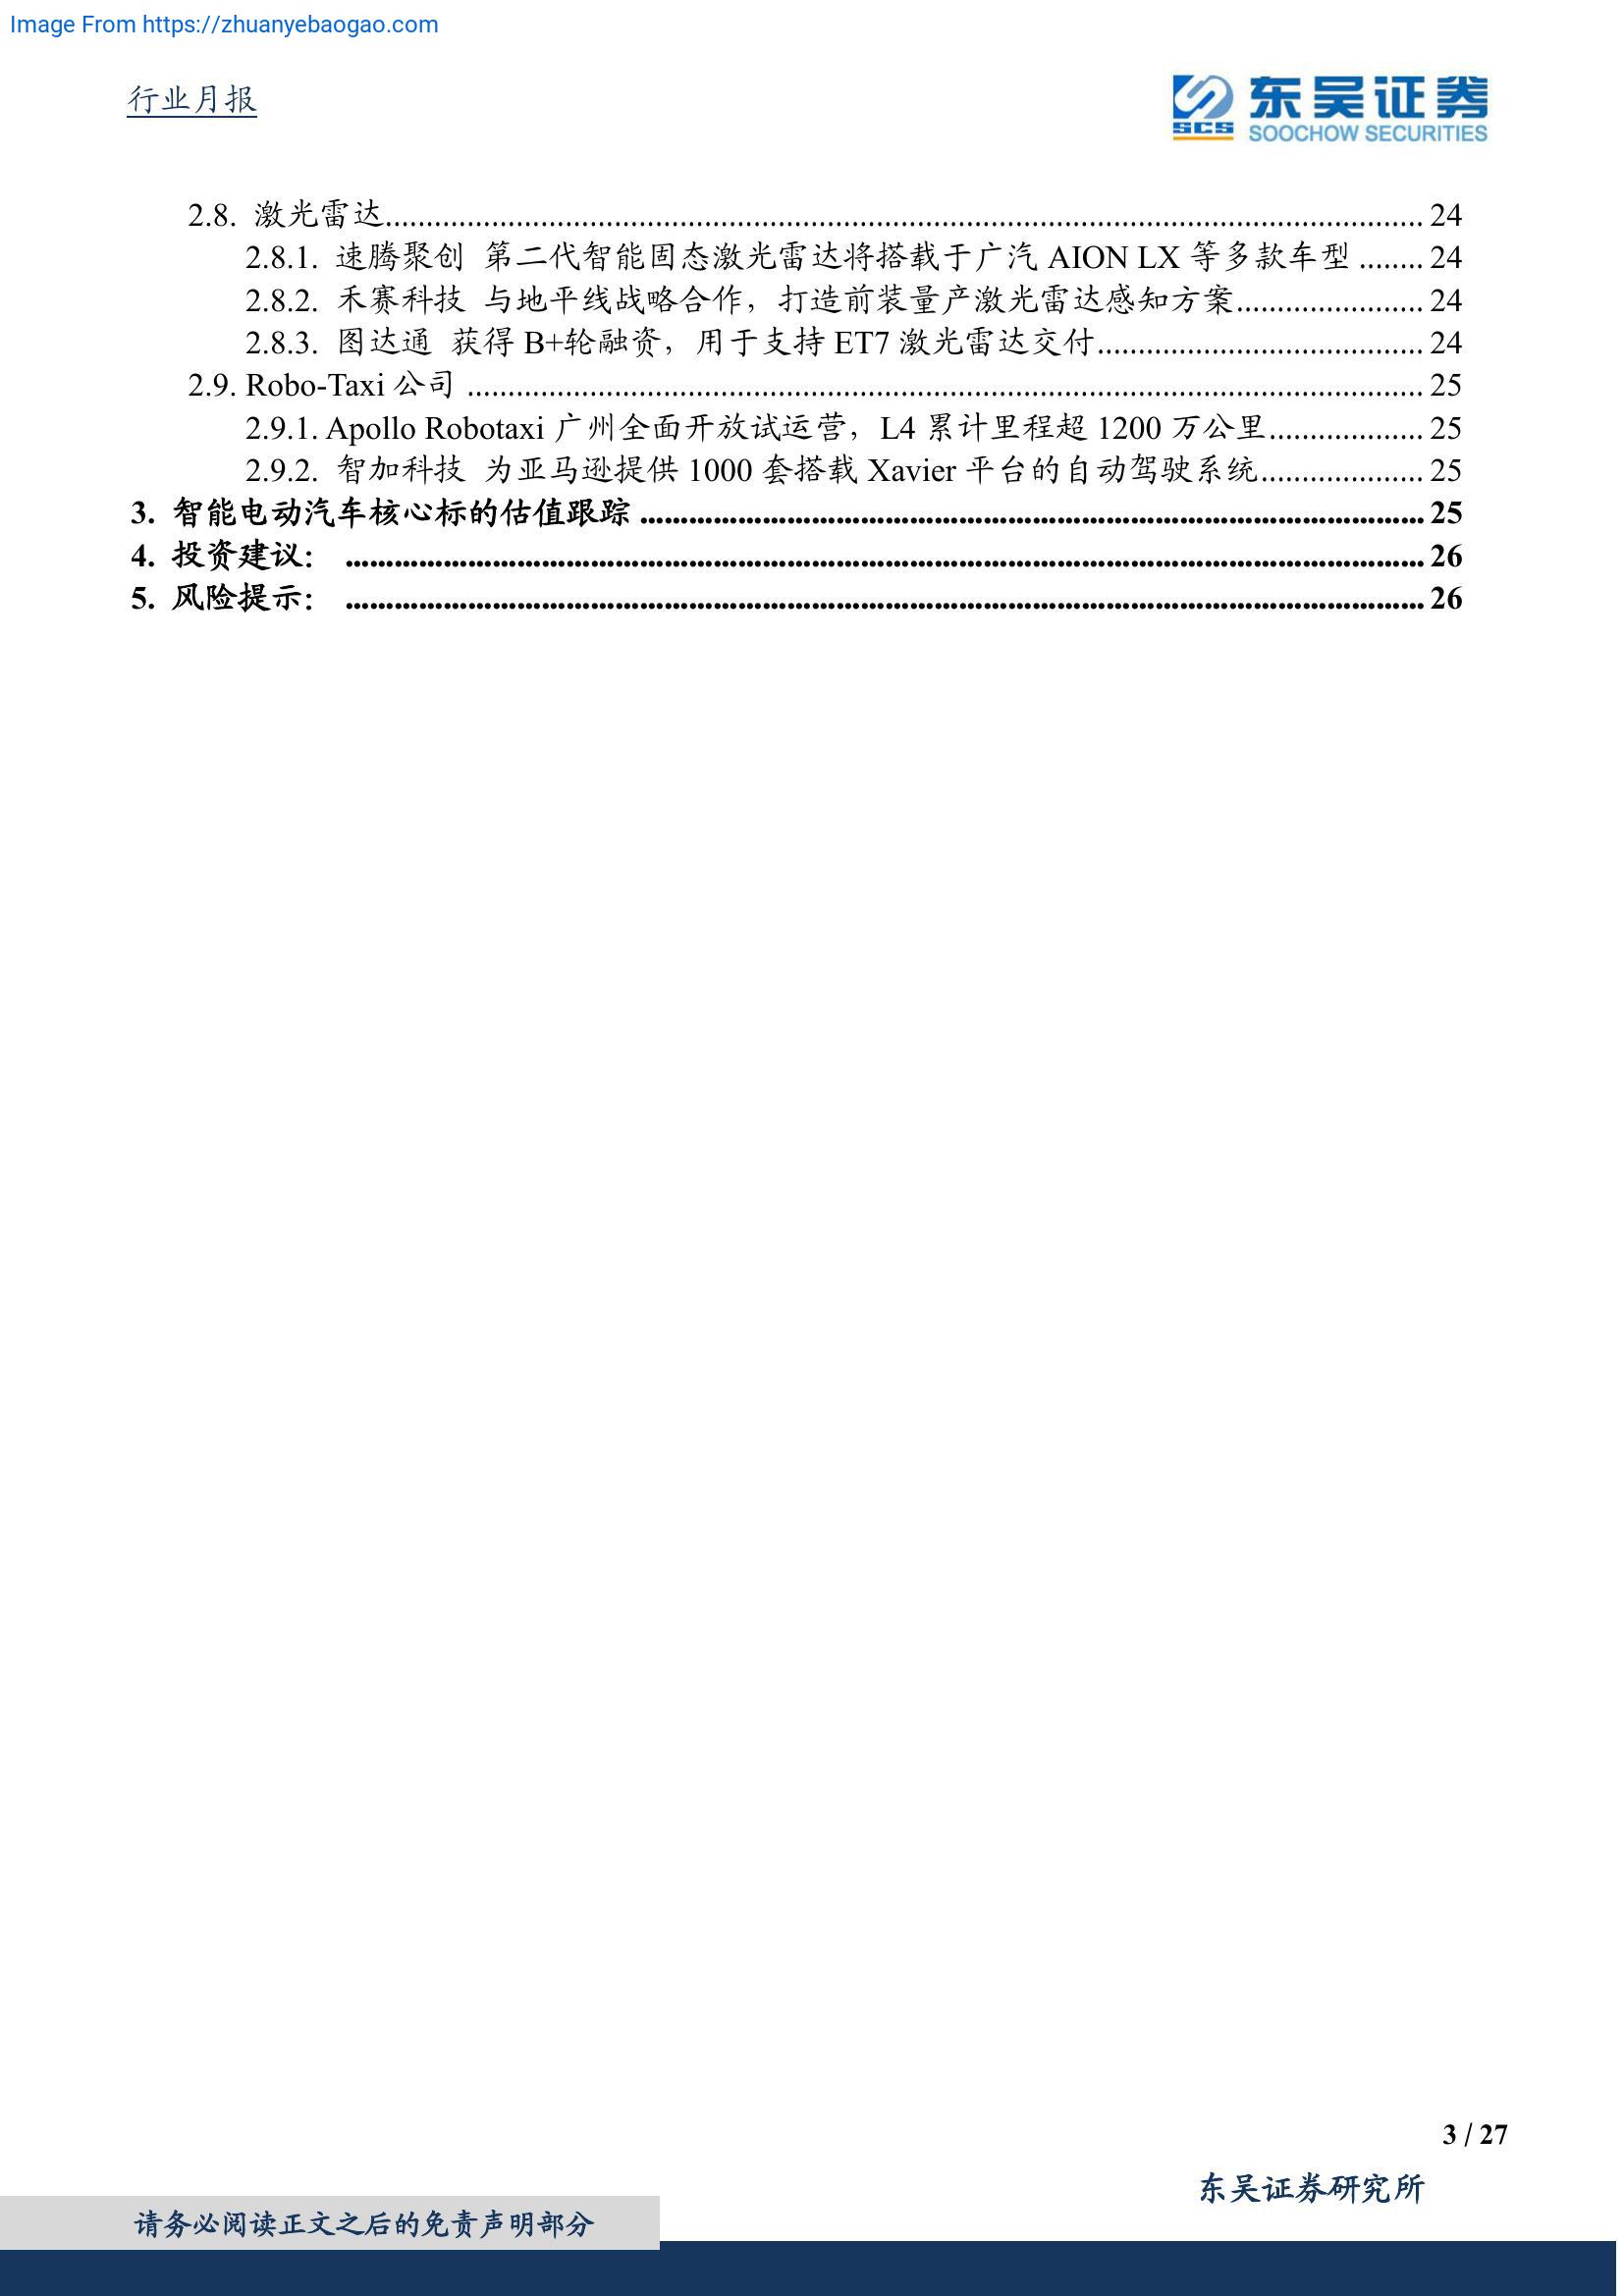 Image From https://zhuanyebaogao.com
行业月报
SCS 东吴证券
SOOCHOW SECURITIES
2.8. 激光雷达........................................................................................................................ 24
2.8.1. 速腾聚创 第二代智能固态激光雷达将搭载于广汽 AION LX 等多款车型 ........ 24
2.8.2. 禾赛科技 与地平线战略合作，打造前装量产激光雷达感知方案....................... 24
2.8.3. 图达通 获得 B+轮融资，用于支持 ET7 激光雷达交付........................................ 24
2.9. Robo-Taxi 公司 ..................................................................................................................... 25
2.9.1. Apollo Robotaxi 广州全面开放试运营，L4 累计里程超 1200 万公里................... 25
2.9.2. 智加科技 为亚马逊提供 1000 套搭载 Xavier 平台的自动驾驶系统.................... 25
3. 智能电动汽车核心标的估值跟踪 ................................................................................................ 25
4. 投资建议： .................................................................................................................................... 26
5. 风险提示： .................................................................................................................................... 26
3 / 27
东吴证券研究所
请务必阅读正文之后的免责声明部分